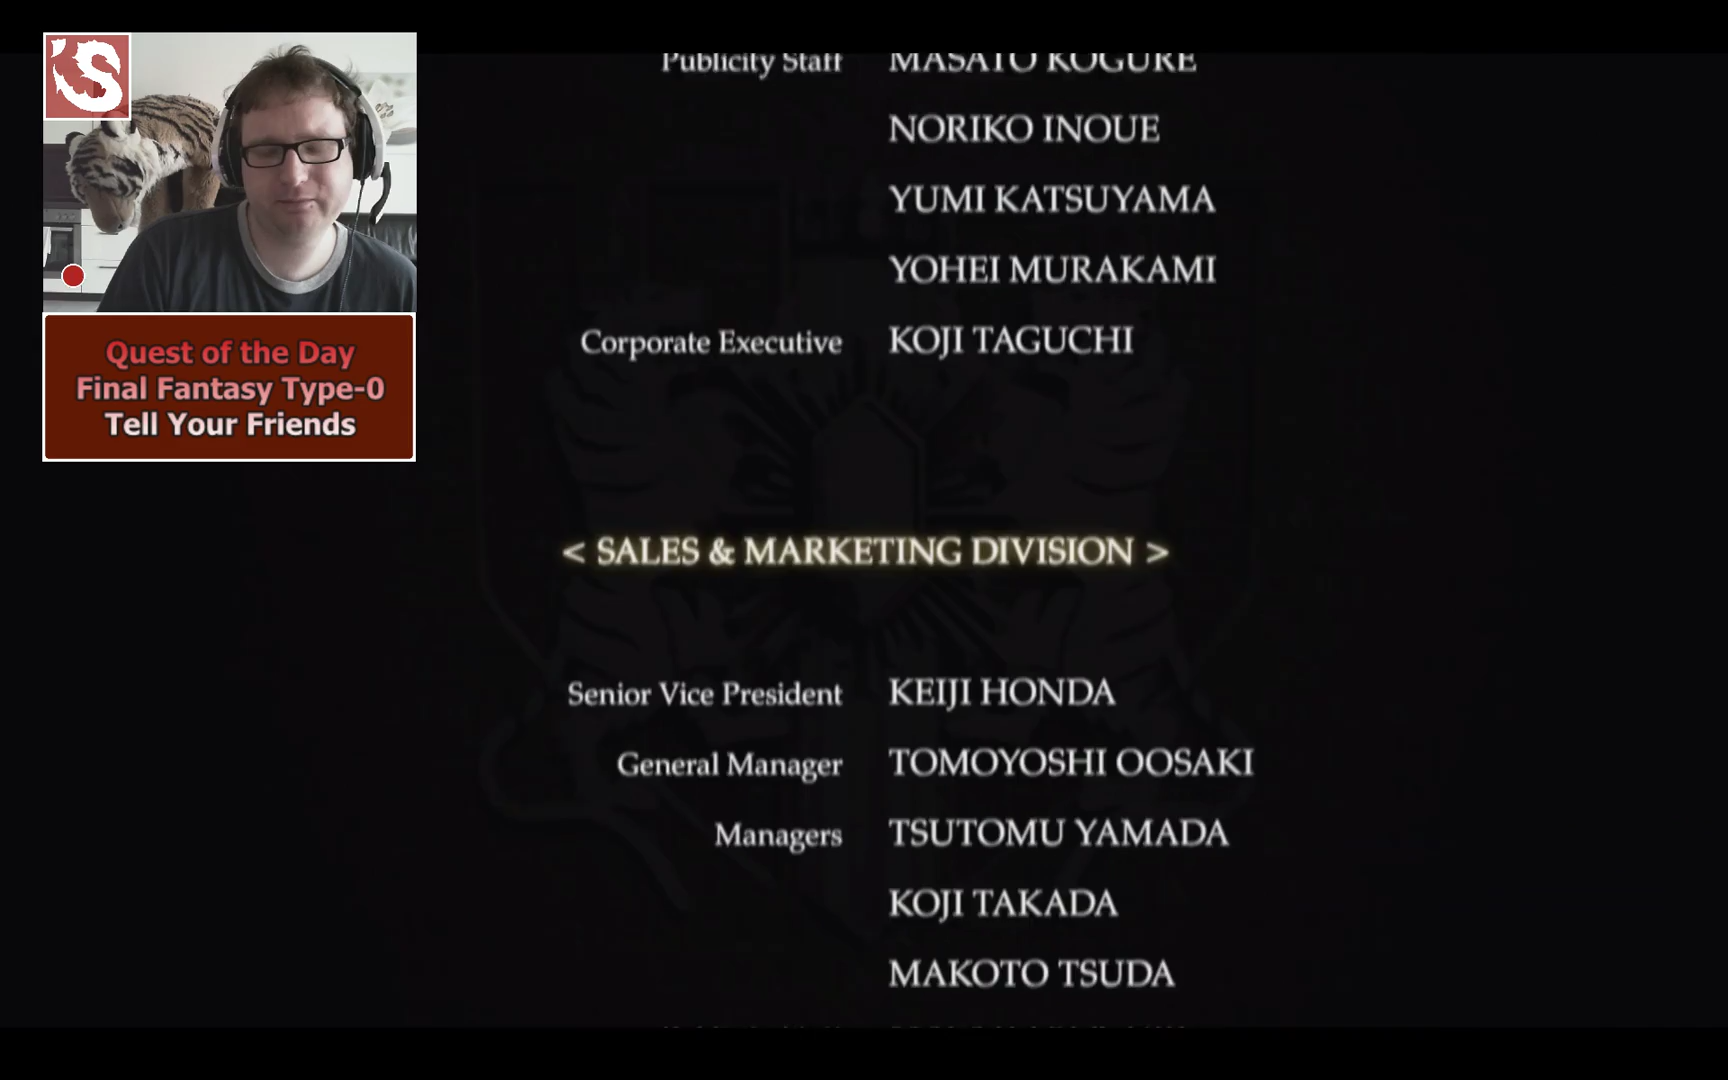 Publicity Staff MASATO KOGURE
NORIKO INOUE
YUMI KATSUYAMA
YOHEI MURAKAMI
Corporate Executive KOJI TAGUCHI
Quest of the Day
Final Fantasy Type-0
Tell Your Friends
< SALES & MARKETING DIVISION >
Senior Vice President KEIJI HONDA
General Manager TOMOYOSHI OOSAKI
Managers TSUTOMU YAMADA
KOJI TAKADA
MAKOTO TSUDA